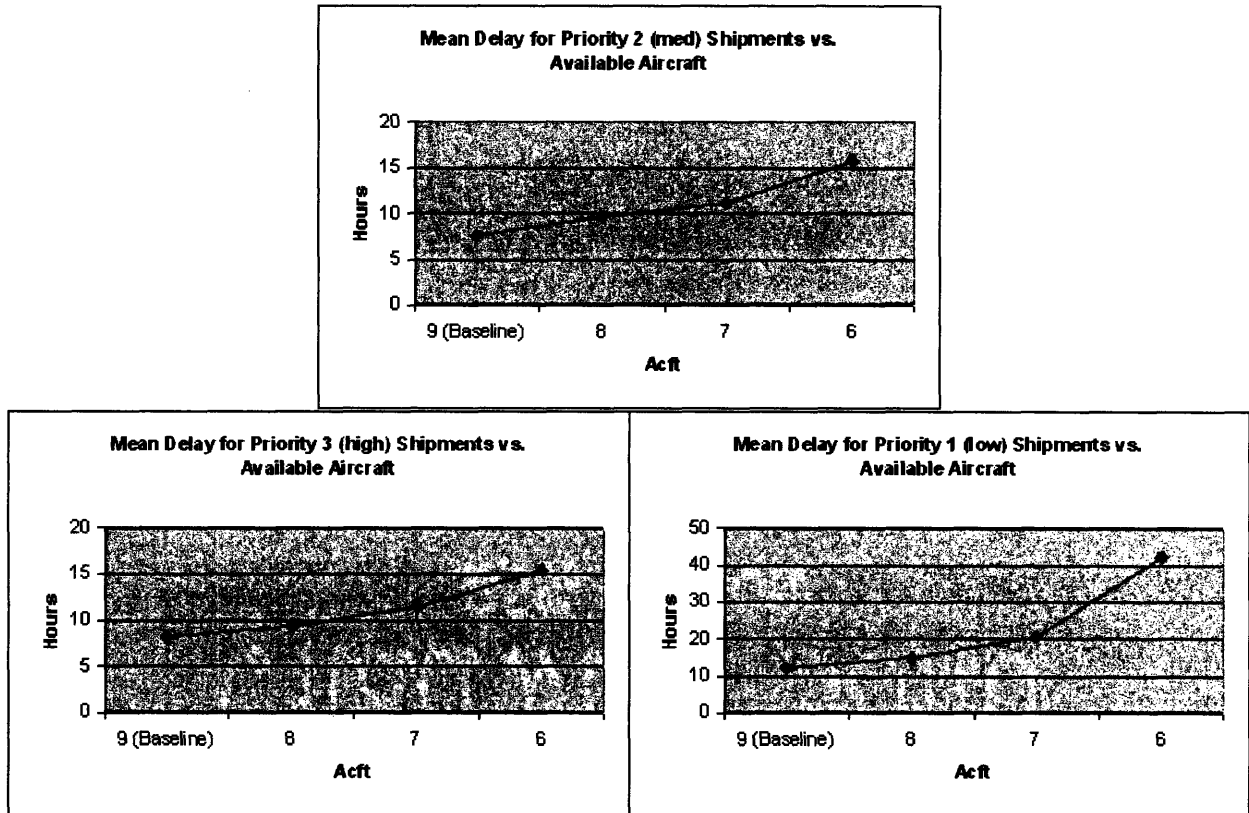 Mean Delay for Priority 2 (med) Shipments vs.
Available Aircraft
20
15
10
5
0
Hours
9 (Baseline)
8
7
6
Acft
Mean Delay for Priority 3 (high) Shipments vs.
Available Aircraft
20
15
10
5
0
Hours
9 (Baseline)
8
7
6
Acft
Mean Delay for Priority 1 (low) Shipments vs.
Available Aircraft
50
40
30
20
10
0
Hours
9 (Baseline)
8
7
6
Acft